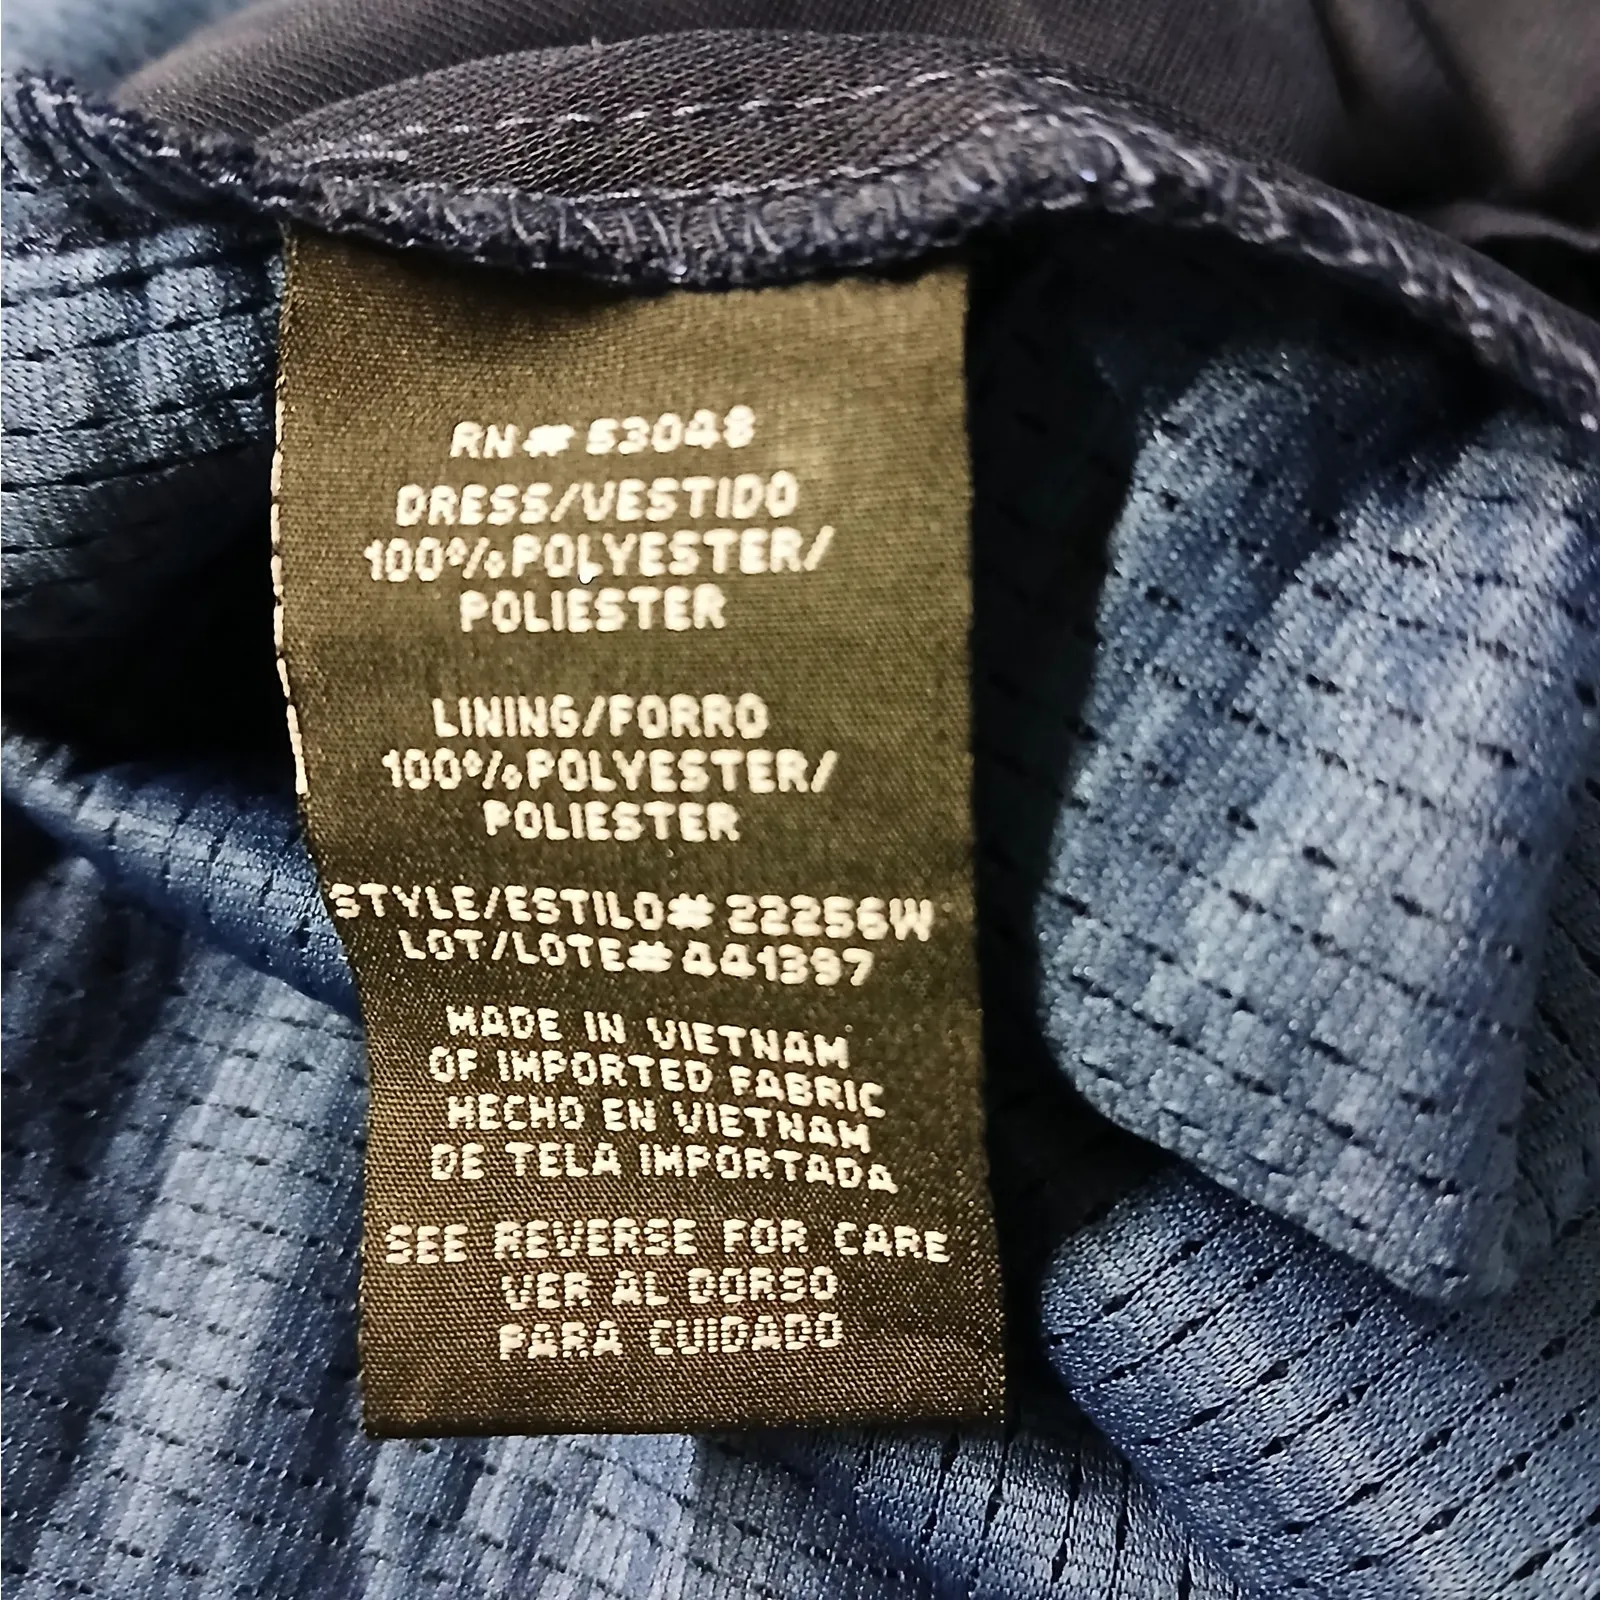 RN# 53048
DRESS/VESTIDO
100%POLYESTER/
POLIESTER
LINING/FORRO
100%POLYESTER/
POLIESTER
STYLE/ESTILO# 22256W
LOT/LOTE#441397
MADE IN VIETNAM
OF IMPORTED FABRIC
HECHO EN VIETNAM
DE TELA IMPORTADA
SEE REVERSE FOR CARE
VER AL DORSO
PARA CUIDADO